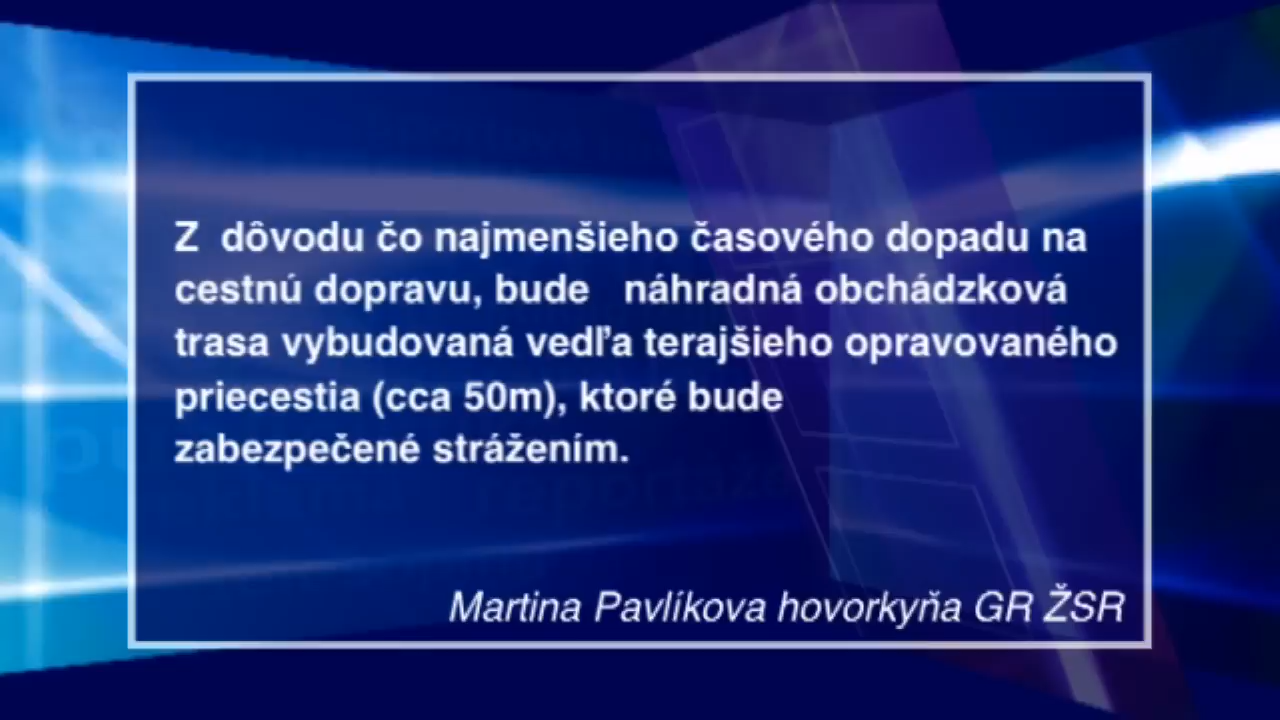 Z dôvodu čo najmenšieho časového dopadu na
cestnú dopravu, bude náhradná obchádzková
trasa vybudovaná vedľa terajšieho opravovaného
priecestia (cca 50m), ktoré bude
zabezpečené strážením.
Martina Pavlíkova hovorkyňa GR ŽSR